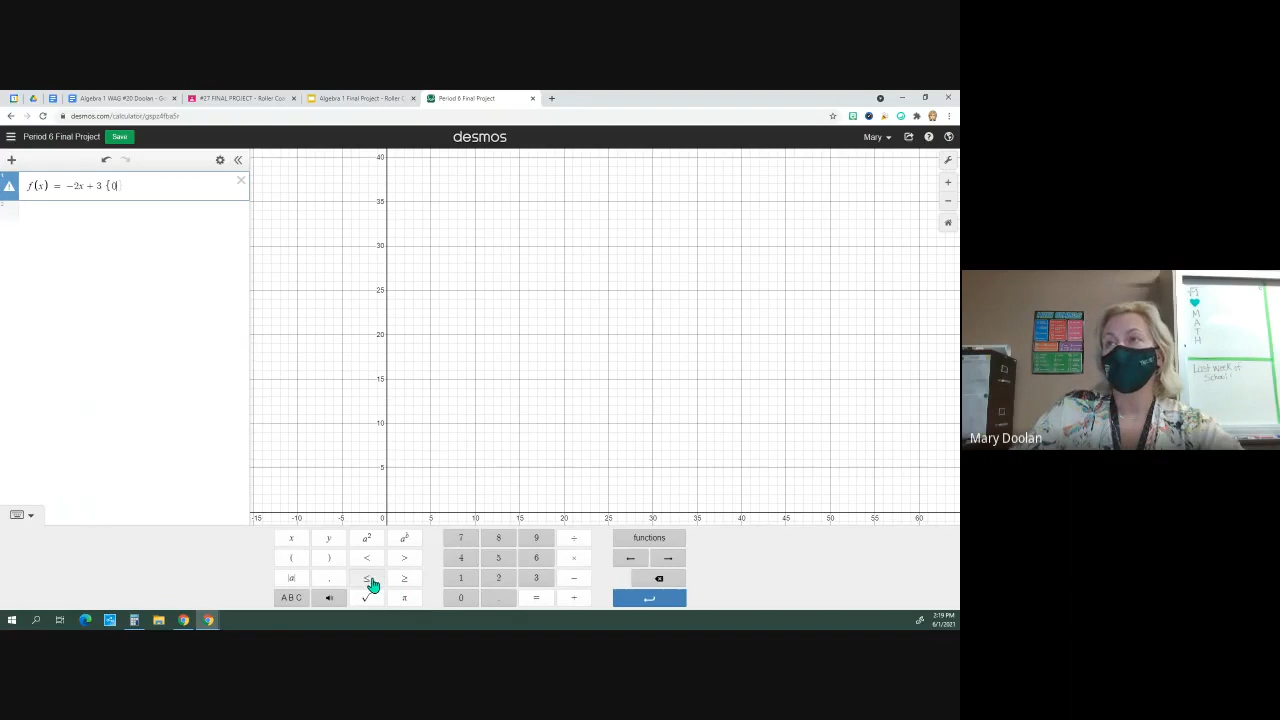 Algebra 1 WAG #20 Doolan - G
#27 FINAL PROJECT - Roller Co
Algebra 1 Final Project - Roller C
Period 6 Final Project
desmos.com/calculator/gspz4fba5r
Period 6 Final Project
Save
desmos
Mary
1
f(x) = −2x + 3 {0
2
40
35
30
25
20
15
10
5
-15 -10 -5 0 5 10 15 20 25 30 35 40 45 50 55 60
x y a² aᵇ 7 8 9 ÷ functions
( ) < > 4 5 6 × ← →
|a| , ≤ ≥ 1 2 3 −
A B C √ π 0 . = +
2:19 PM
6/1/2021
M
A
T
H
Last week of
School!
Mary Doolan